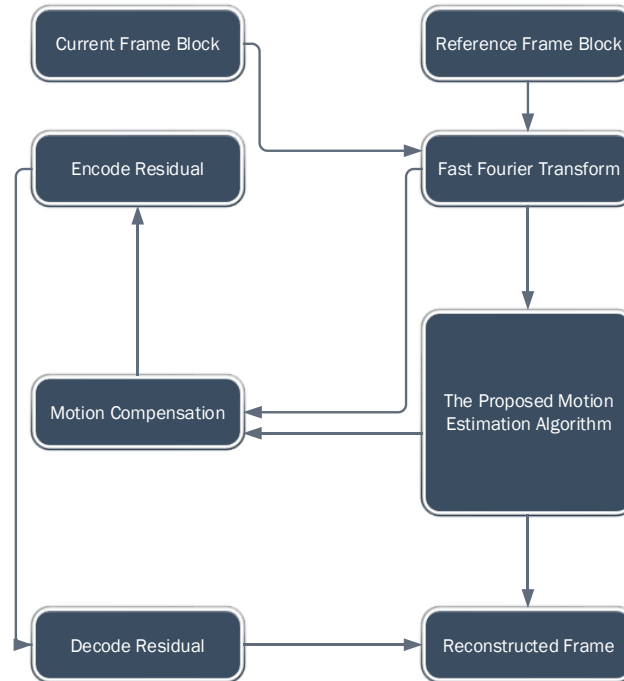 Current Frame Block
Reference Frame Block
Encode Residual
Fast Fourier Transform
Motion Compensation
The Proposed Motion
Estimation Algorithm
Decode Residual
Reconstructed Frame